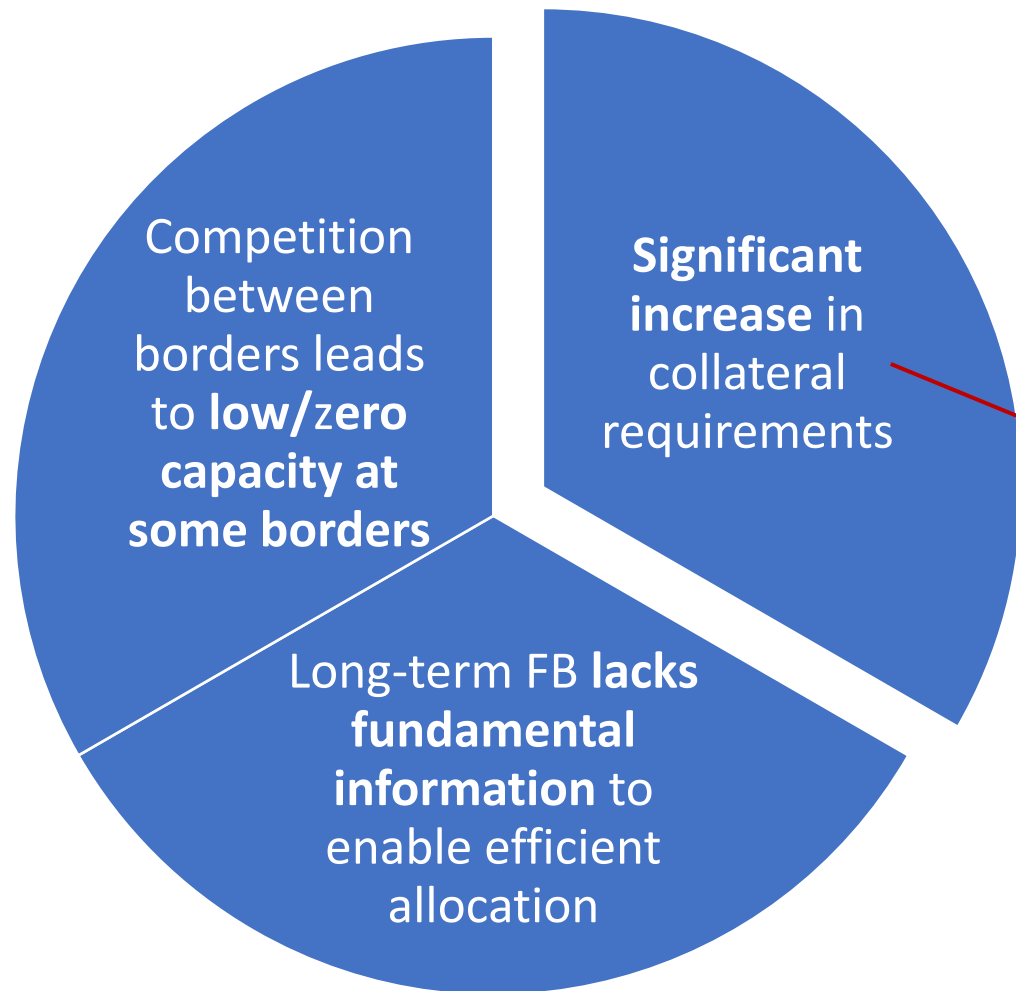 Competition
between
borders leads
to low/zero
capacity at
some borders
Significant
increase in
collateral
requirements
Long-term FB lacks
fundamental
information to
enable efficient
allocation